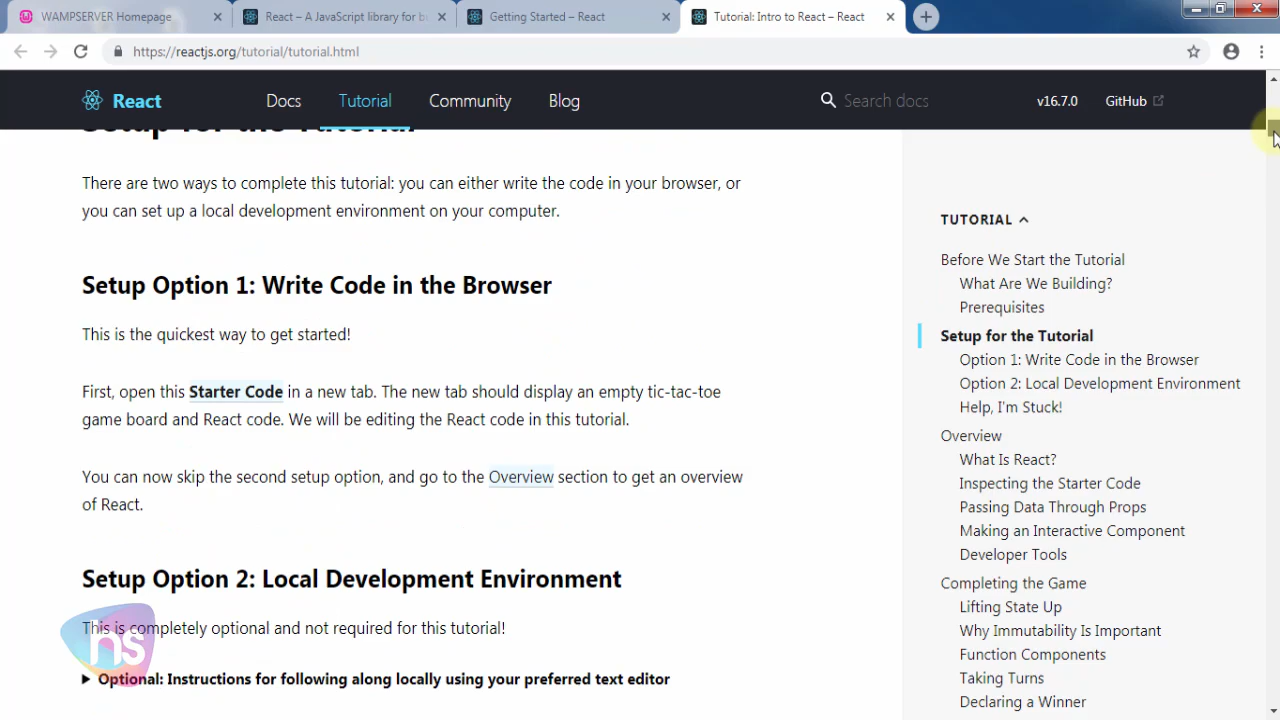 WAMPSERVER Homepage
React – A JavaScript library for b
Getting Started – React
Tutorial: Intro to React – React
https://reactjs.org/tutorial/tutorial.html
React
Docs
Tutorial
Community
Blog
Search docs
v16.7.0
GitHub
Setup for the Tutorial
There are two ways to complete this tutorial: you can either write the code in your browser, or
you can set up a local development environment on your computer.
Setup Option 1: Write Code in the Browser
This is the quickest way to get started!
First, open this Starter Code in a new tab. The new tab should display an empty tic-tac-toe
game board and React code. We will be editing the React code in this tutorial.
You can now skip the second setup option, and go to the Overview section to get an overview
of React.
Setup Option 2: Local Development Environment
This is completely optional and not required for this tutorial!
Optional: Instructions for following along locally using your preferred text editor
hs
TUTORIAL
Before We Start the Tutorial
What Are We Building?
Prerequisites
Setup for the Tutorial
Option 1: Write Code in the Browser
Option 2: Local Development Environment
Help, I'm Stuck!
Overview
What Is React?
Inspecting the Starter Code
Passing Data Through Props
Making an Interactive Component
Developer Tools
Completing the Game
Lifting State Up
Why Immutability Is Important
Function Components
Taking Turns
Declaring a Winner